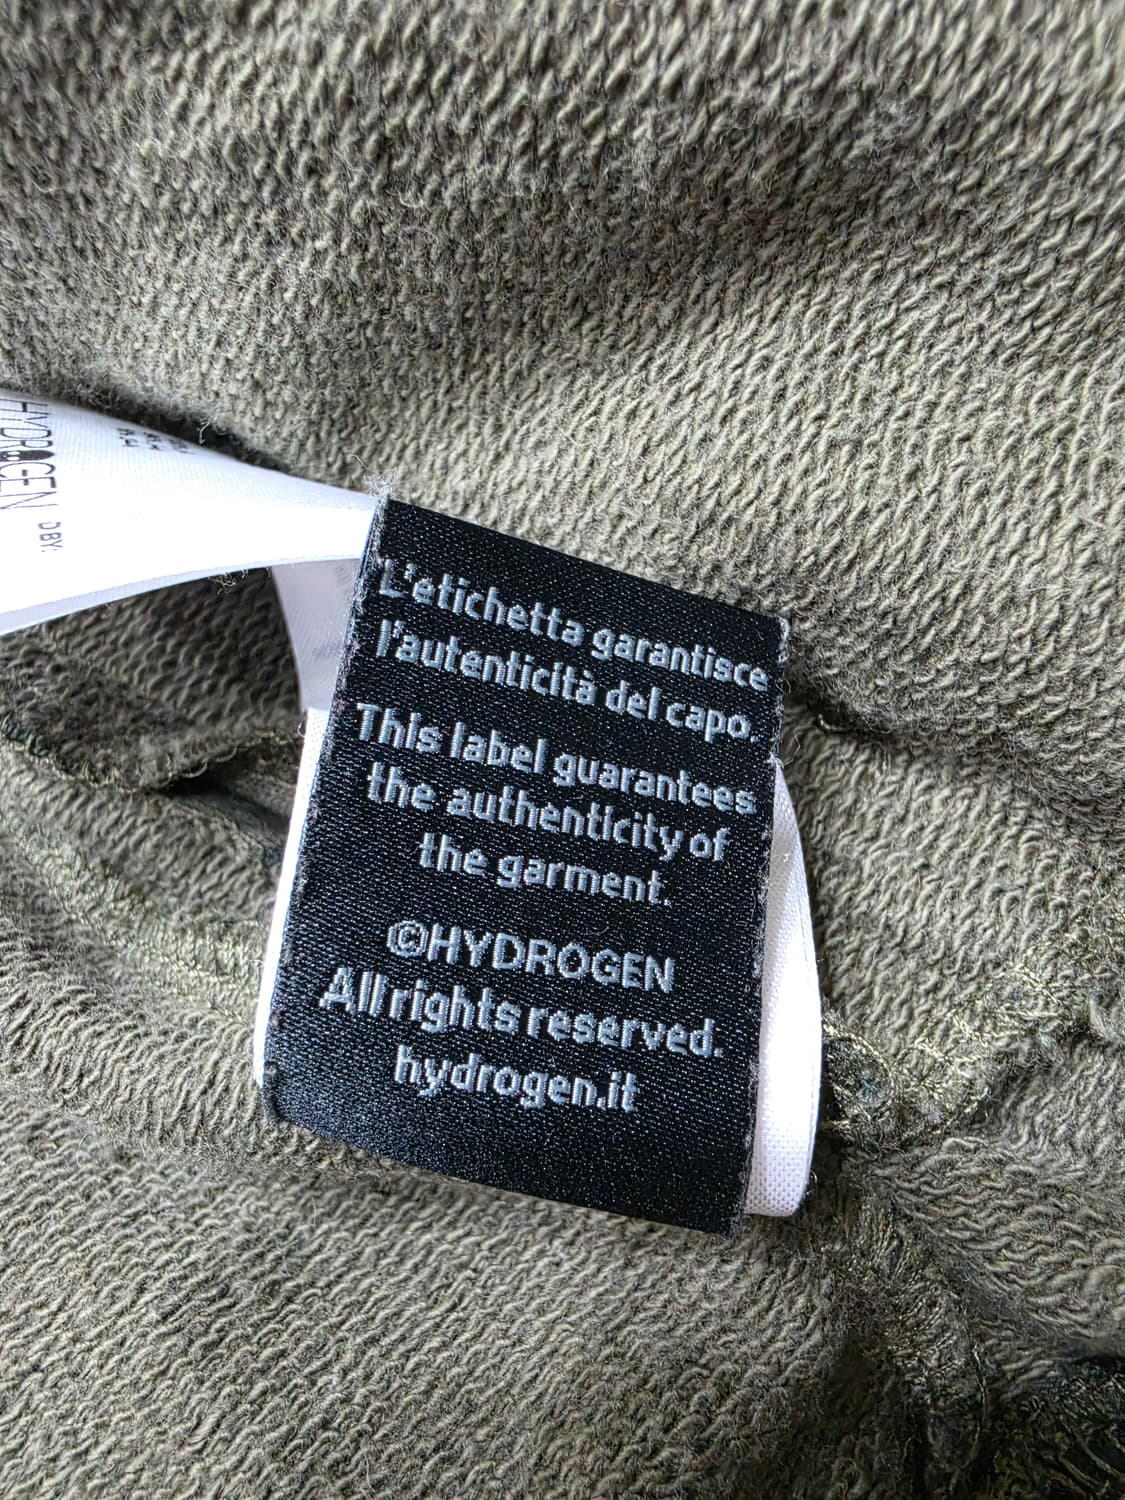 L'etichetta garantisce
l'autenticità del capo.
This label guarantees
the authenticity of
the garment.
©HYDROGEN
All rights reserved.
hydrogen.it
HYDROGEN
D BY: